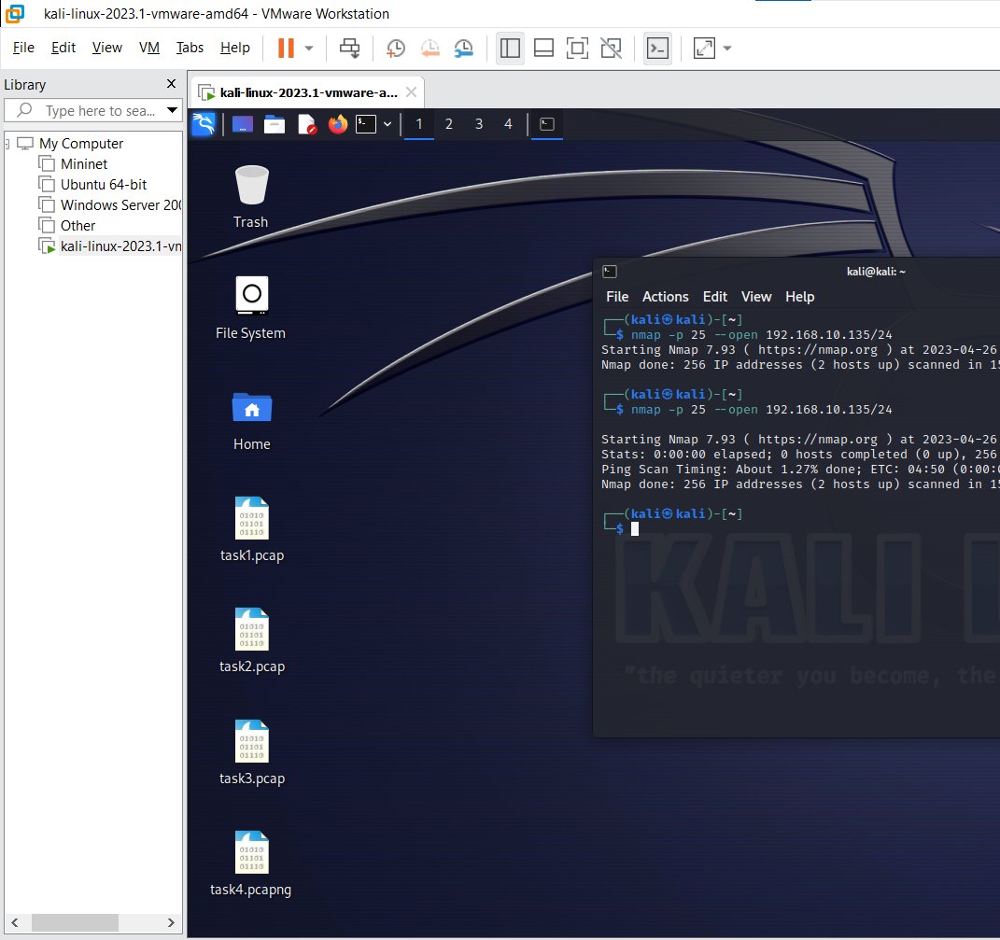 kali-linux-2023.1-vmware-amd64 - VMware Workstation
File Edit View VM Tabs Help
Library
Type here to sea...
kali-linux-2023.1-vmware-a...
My Computer
Mininet
Ubuntu 64-bit
Windows Server 200
Other
kali-linux-2023.1-vm
1 2 3 4
Trash
File System
Home
task1.pcap
task2.pcap
task3.pcap
task4.pcapng
kali@kali: ~
File Actions Edit View Help
┌──(kali㉿kali)-[~]
└─$ nmap -p 25 --open 192.168.10.135/24
Starting Nmap 7.93 ( https://nmap.org ) at 2023-04-26
Nmap done: 256 IP addresses (2 hosts up) scanned in 15
┌──(kali㉿kali)-[~]
└─$ nmap -p 25 --open 192.168.10.135/24
Starting Nmap 7.93 ( https://nmap.org ) at 2023-04-26
Stats: 0:00:00 elapsed; 0 hosts completed (0 up), 256
Ping Scan Timing: About 1.27% done; ETC: 04:50 (0:00:0
Nmap done: 256 IP addresses (2 hosts up) scanned in 15
┌──(kali㉿kali)-[~]
└─$
KALI
"the quieter you become, the